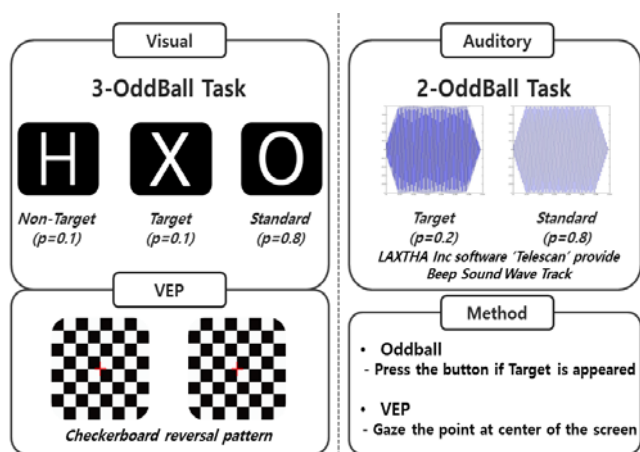 Visual
3-OddBall Task
H X O
Non-Target Target Standard
(p=0.1) (p=0.1) (p=0.8)
VEP
Checkerboard reversal pattern
Auditory
2-OddBall Task
Target Standard
(p=0.2) (p=0.8)
LAXTHA Inc software ‘Telescan’ provide
Beep Sound Wave Track
Method
• Oddball
- Press the button if Target is appeared
• VEP
- Gaze the point at center of the screen